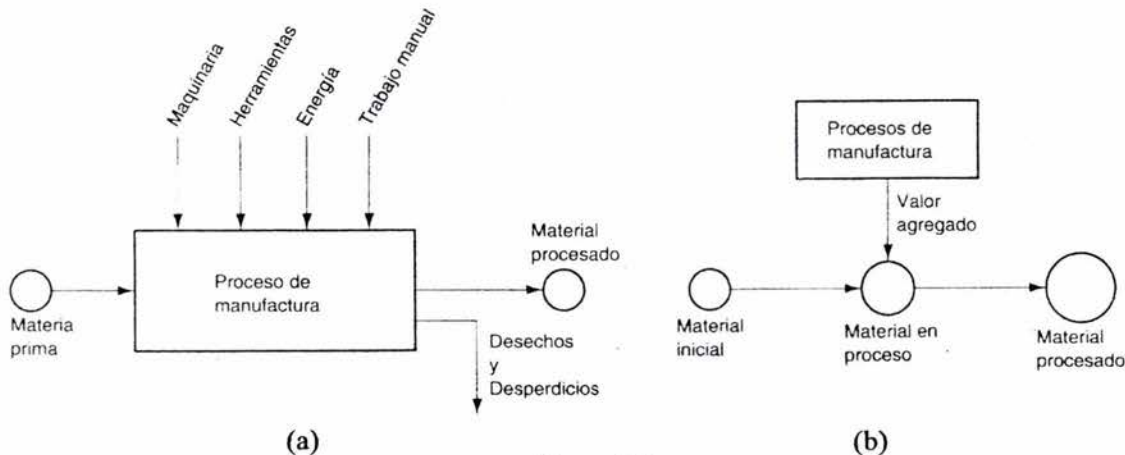 Maquinaria
Herramientas
Energía
Trabajo manual
Proceso de
manufactura
Materia
prima
Material
procesado
Desechos
y
Desperdicios
(a)
Procesos de
manufactura
Valor
agregado
Material
inicial
Material en
proceso
Material
procesado
(b)